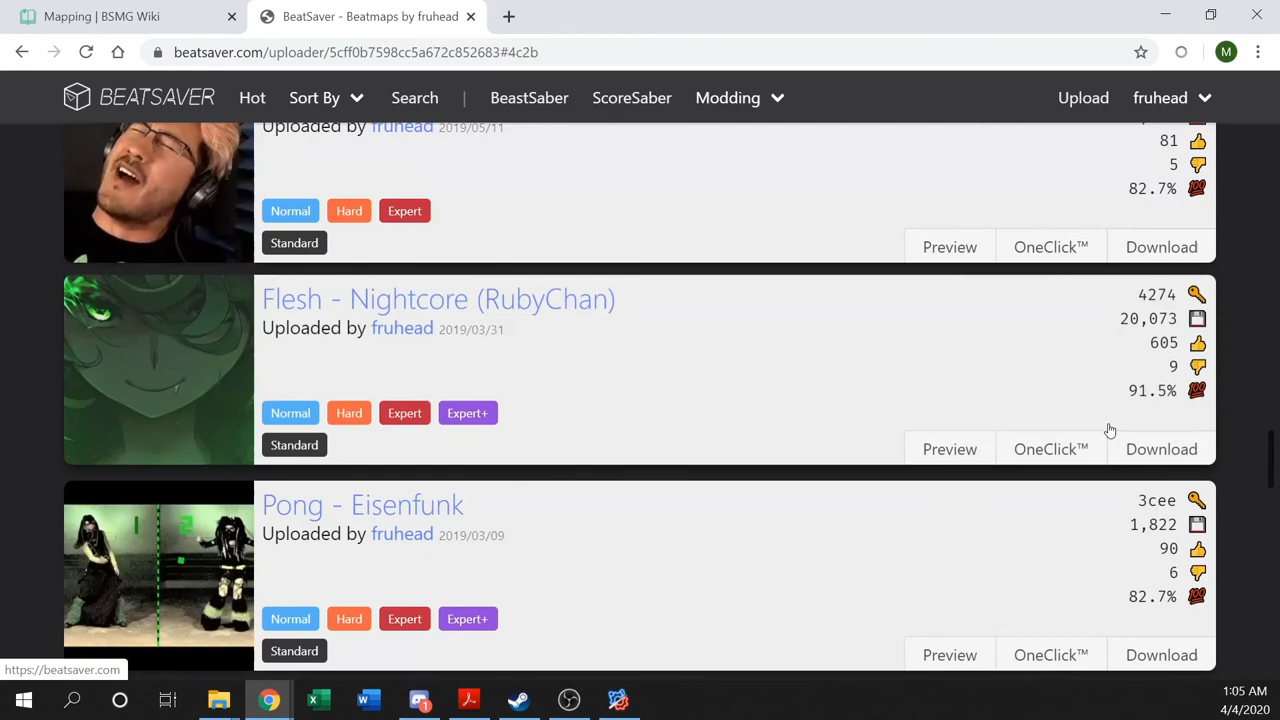 Mapping | BSMG Wiki
BeatSaver - Beatmaps by fruhead
beatsaver.com/uploader/5cff0b7598cc5a672c852683#4c2b
M
BEATSAVER
Hot
Sort By
Search
|
BeastSaber
ScoreSaber
Modding
Upload
fruhead
Uploaded by fruhead 2019/05/11
81
5
82.7% 💯
Normal
Hard
Expert
Standard
Preview
OneClick™
Download
Flesh - Nightcore (RubyChan)
Uploaded by fruhead 2019/03/31
4274
20,073
605
9
91.5% 💯
Normal
Hard
Expert
Expert+
Standard
Preview
OneClick™
Download
Pong - Eisenfunk
Uploaded by fruhead 2019/03/09
3cee
1,822
90
6
82.7% 💯
1 2
Normal
Hard
Expert
Expert+
Standard
Preview
OneClick™
Download
https://beatsaver.com
1
1:05 AM
4/4/2020